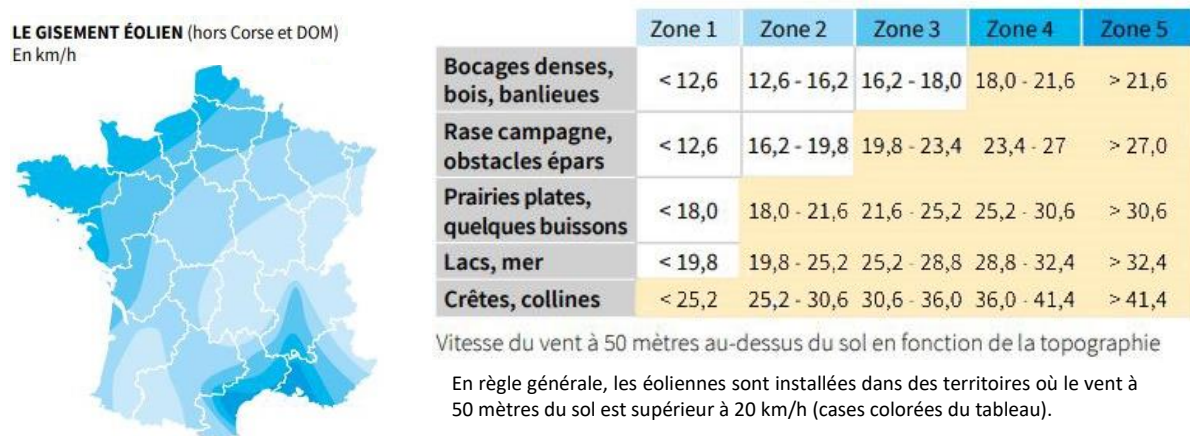 LE GISEMENT ÉOLIEN (hors Corse et DOM)
En km/h
Zone 1 Zone 2 Zone 3 Zone 4 Zone 5
Bocages denses,
bois, banlieues
< 12,6 12,6 - 16,2 16,2 - 18,0 18,0 - 21,6 > 21,6
Rase campagne,
obstacles épars
< 12,6 16,2 - 19,8 19,8 - 23,4 23,4 - 27 > 27,0
Prairies plates,
quelques buissons
< 18,0 18,0 - 21,6 21,6 - 25,2 25,2 - 30,6 > 30,6
Lacs, mer < 19,8 19,8 - 25,2 25,2 - 28,8 28,8 - 32,4 > 32,4
Crêtes, collines < 25,2 25,2 - 30,6 30,6 - 36,0 36,0 - 41,4 > 41,4
Vitesse du vent à 50 mètres au-dessus du sol en fonction de la topographie
En règle générale, les éoliennes sont installées dans des territoires où le vent à
50 mètres du sol est supérieur à 20 km/h (cases colorées du tableau).